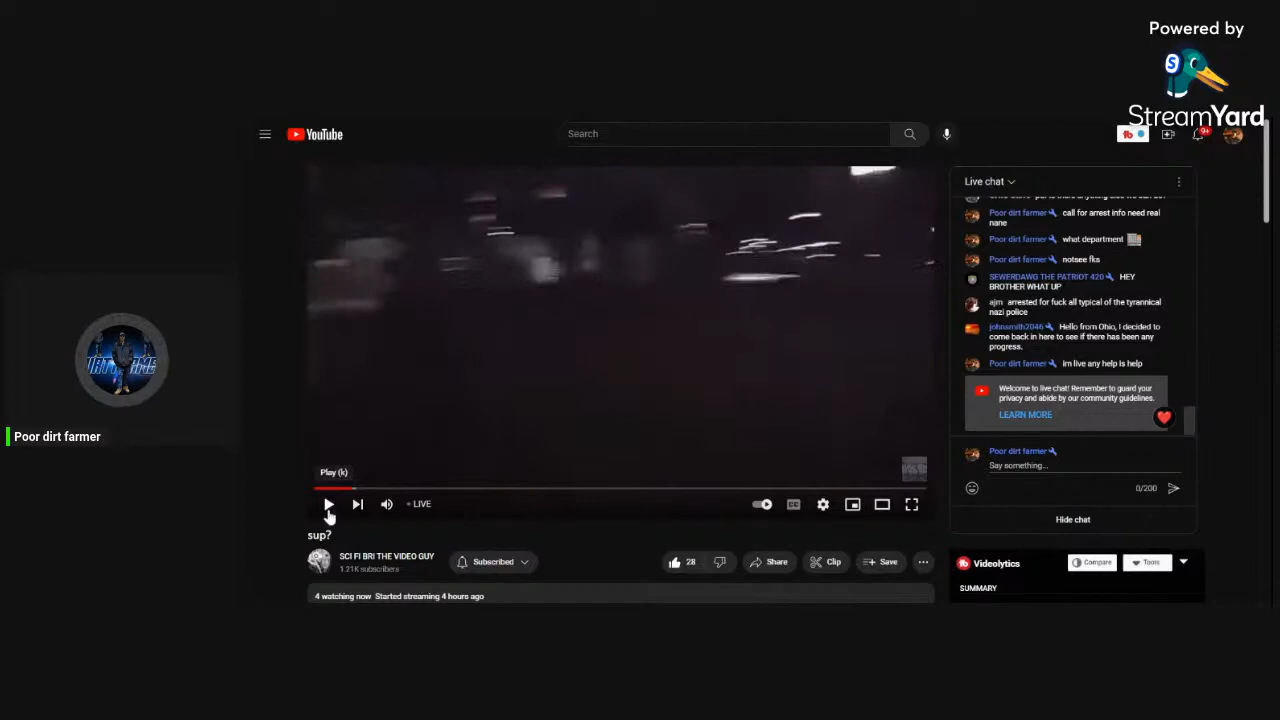 Powered by
StreamYard
YouTube
Search
9+
Live chat
Poor dirt farmer call for arrest info need real
nane
Poor dirt farmer what department
Poor dirt farmer notsee fks
SEWERDAWG THE PATRIOT 420 HEY
BROTHER WHAT UP
ajm arrested for fuck all typical of the tyrannical
nazi police
johnsmith2046 Hello from Ohio, I decided to
come back in here to see if there has been any
progress.
Poor dirt farmer im live any help is help
Welcome to live chat! Remember to guard your
privacy and abide by our community guidelines.
LEARN MORE
Poor dirt farmer
Say something...
0/200
Hide chat
Poor dirt farmer
Play (k)
LIVE
sup?
SCI FI BRI THE VIDEO GUY
1.21K subscribers
Subscribed
28
Share
Clip
Save
4 watching now Started streaming 4 hours ago
Videolytics
Compare
Tools
SUMMARY